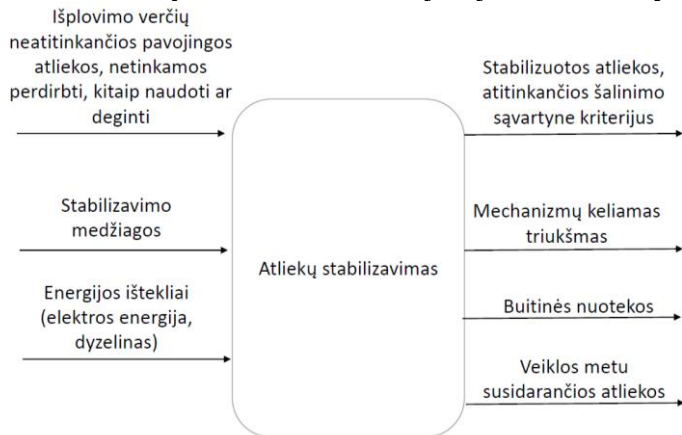 Išplovimo verčių
neatitinkančios pavojingos
atliekos, netinkamos
perdirbti, kitaip naudoti ar
deginti
Stabilizavimo
medžiagos
Energijos ištekliai
(elektros energija,
dyzelinas)
Atliekų stabilizavimas
Stabilizuotos atliekos,
atitinkančios šalinimo
sąvartyne kriterijus
Mechanizmų keliamas
triukšmas
Buitinės nuotekos
Veiklos metu
susidarančios atliekos